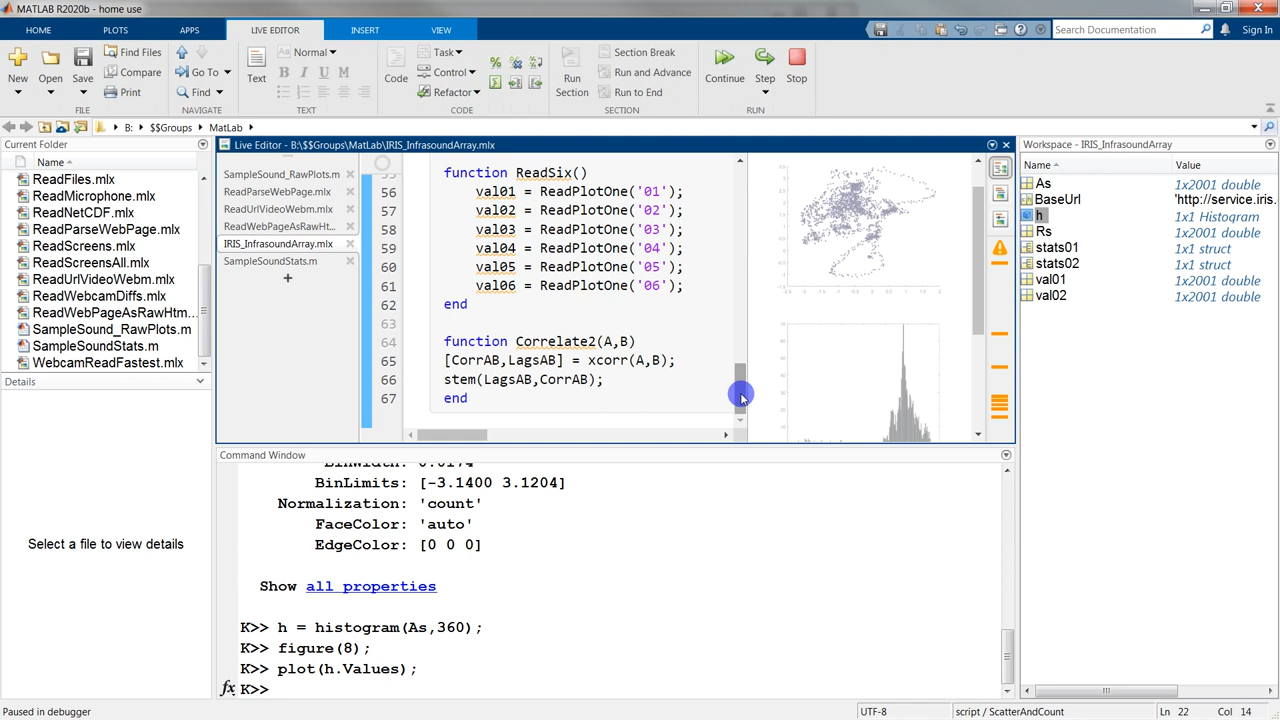 MATLAB R2020b - home use
HOME PLOTS APPS LIVE EDITOR INSERT VIEW
Search Documentation
Sign In
New
Open
Save
Find Files
Compare
Print
Go To
Find
Text
Normal
B I U M
Code
Task
Control
Refactor
Run Section
Section Break
Run and Advance
Run to End
Continue
Step
Stop
FILE NAVIGATE TEXT CODE SECTION RUN
B: $$Groups MatLab
Current Folder
Name
ReadFiles.mlx
ReadMicrophone.mlx
ReadNetCDF.mlx
ReadParseWebPage.mlx
ReadScreens.mlx
ReadScreensAll.mlx
ReadUrlVideoWebm.mlx
ReadWebcamDiffs.mlx
ReadWebPageAsRawHtm...
SampleSound_RawPlots.m
SampleSoundStats.m
WebcamReadFastest.mlx
Details
Select a file to view details
Live Editor - B:\$$Groups\MatLab\IRIS_InfrasoundArray.mlx
SampleSound_RawPlots.m
ReadParseWebPage.mlx
ReadUrlVideoWebm.mlx
ReadWebPageAsRawHt...
IRIS_InfrasoundArray.mlx
SampleSoundStats.m
55 function ReadSix()
56 val01 = ReadPlotOne('01');
57 val02 = ReadPlotOne('02');
58 val03 = ReadPlotOne('03');
59 val04 = ReadPlotOne('04');
60 val05 = ReadPlotOne('05');
61 val06 = ReadPlotOne('06');
62 end
63
64 function Correlate2(A,B)
65 [CorrAB,LagsAB] = xcorr(A,B);
66 stem(LagsAB,CorrAB);
67 end
Command Window
BinWidth: 0.0174
BinLimits: [-3.1400 3.1204]
Normalization: 'count'
FaceColor: 'auto'
EdgeColor: [0 0 0]
Show all properties
K>> h = histogram(As,360);
K>> figure(8);
K>> plot(h.Values);
fx K>>
Workspace - IRIS_InfrasoundArray
Name Value
As 1x2001 double
BaseUrl 'http://service.iris.
h 1x1 Histogram
Rs 1x2001 double
stats01 1x1 struct
stats02 1x1 struct
val01 1x2001 double
val02 1x2001 double
Paused in debugger
UTF-8
script / ScatterAndCount
Ln 22 Col 14